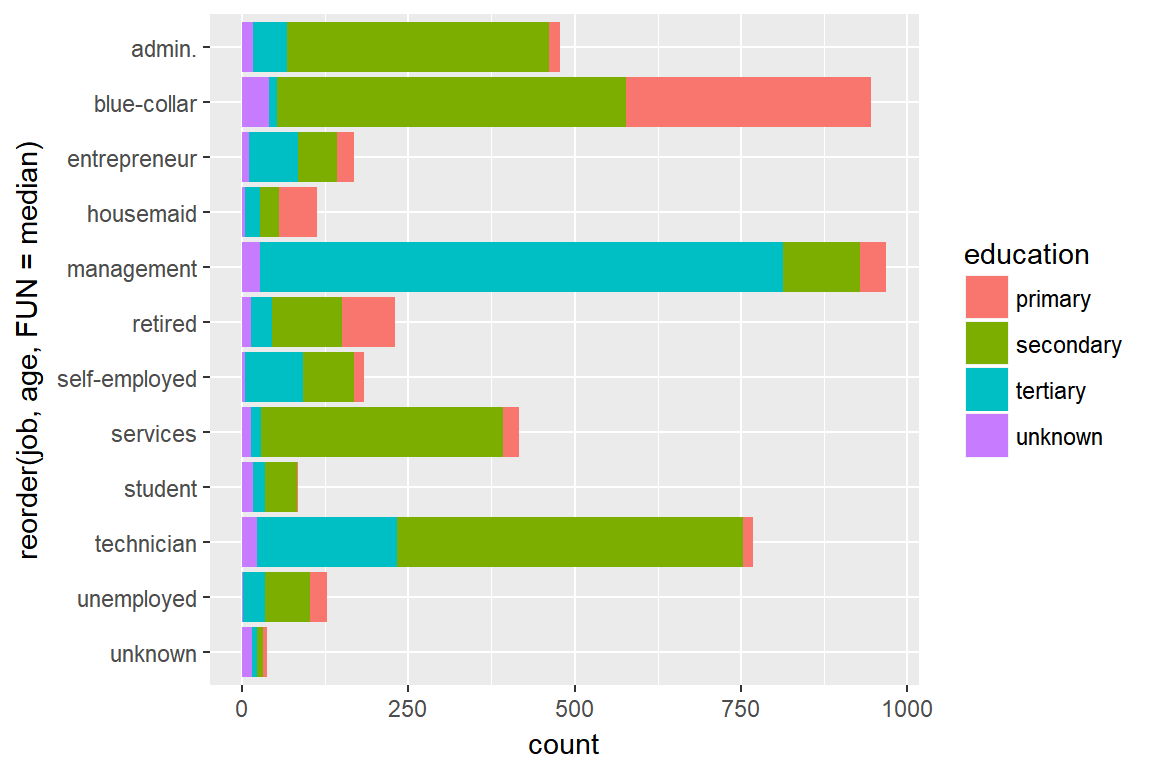 admin.
blue-collar
entrepreneur
housemaid
management
retired
self-employed
services
student
technician
unemployed
unknown
reorder(job, age, FUN = median)
0 250 500 750 1000
count
education
primary
secondary
tertiary
unknown